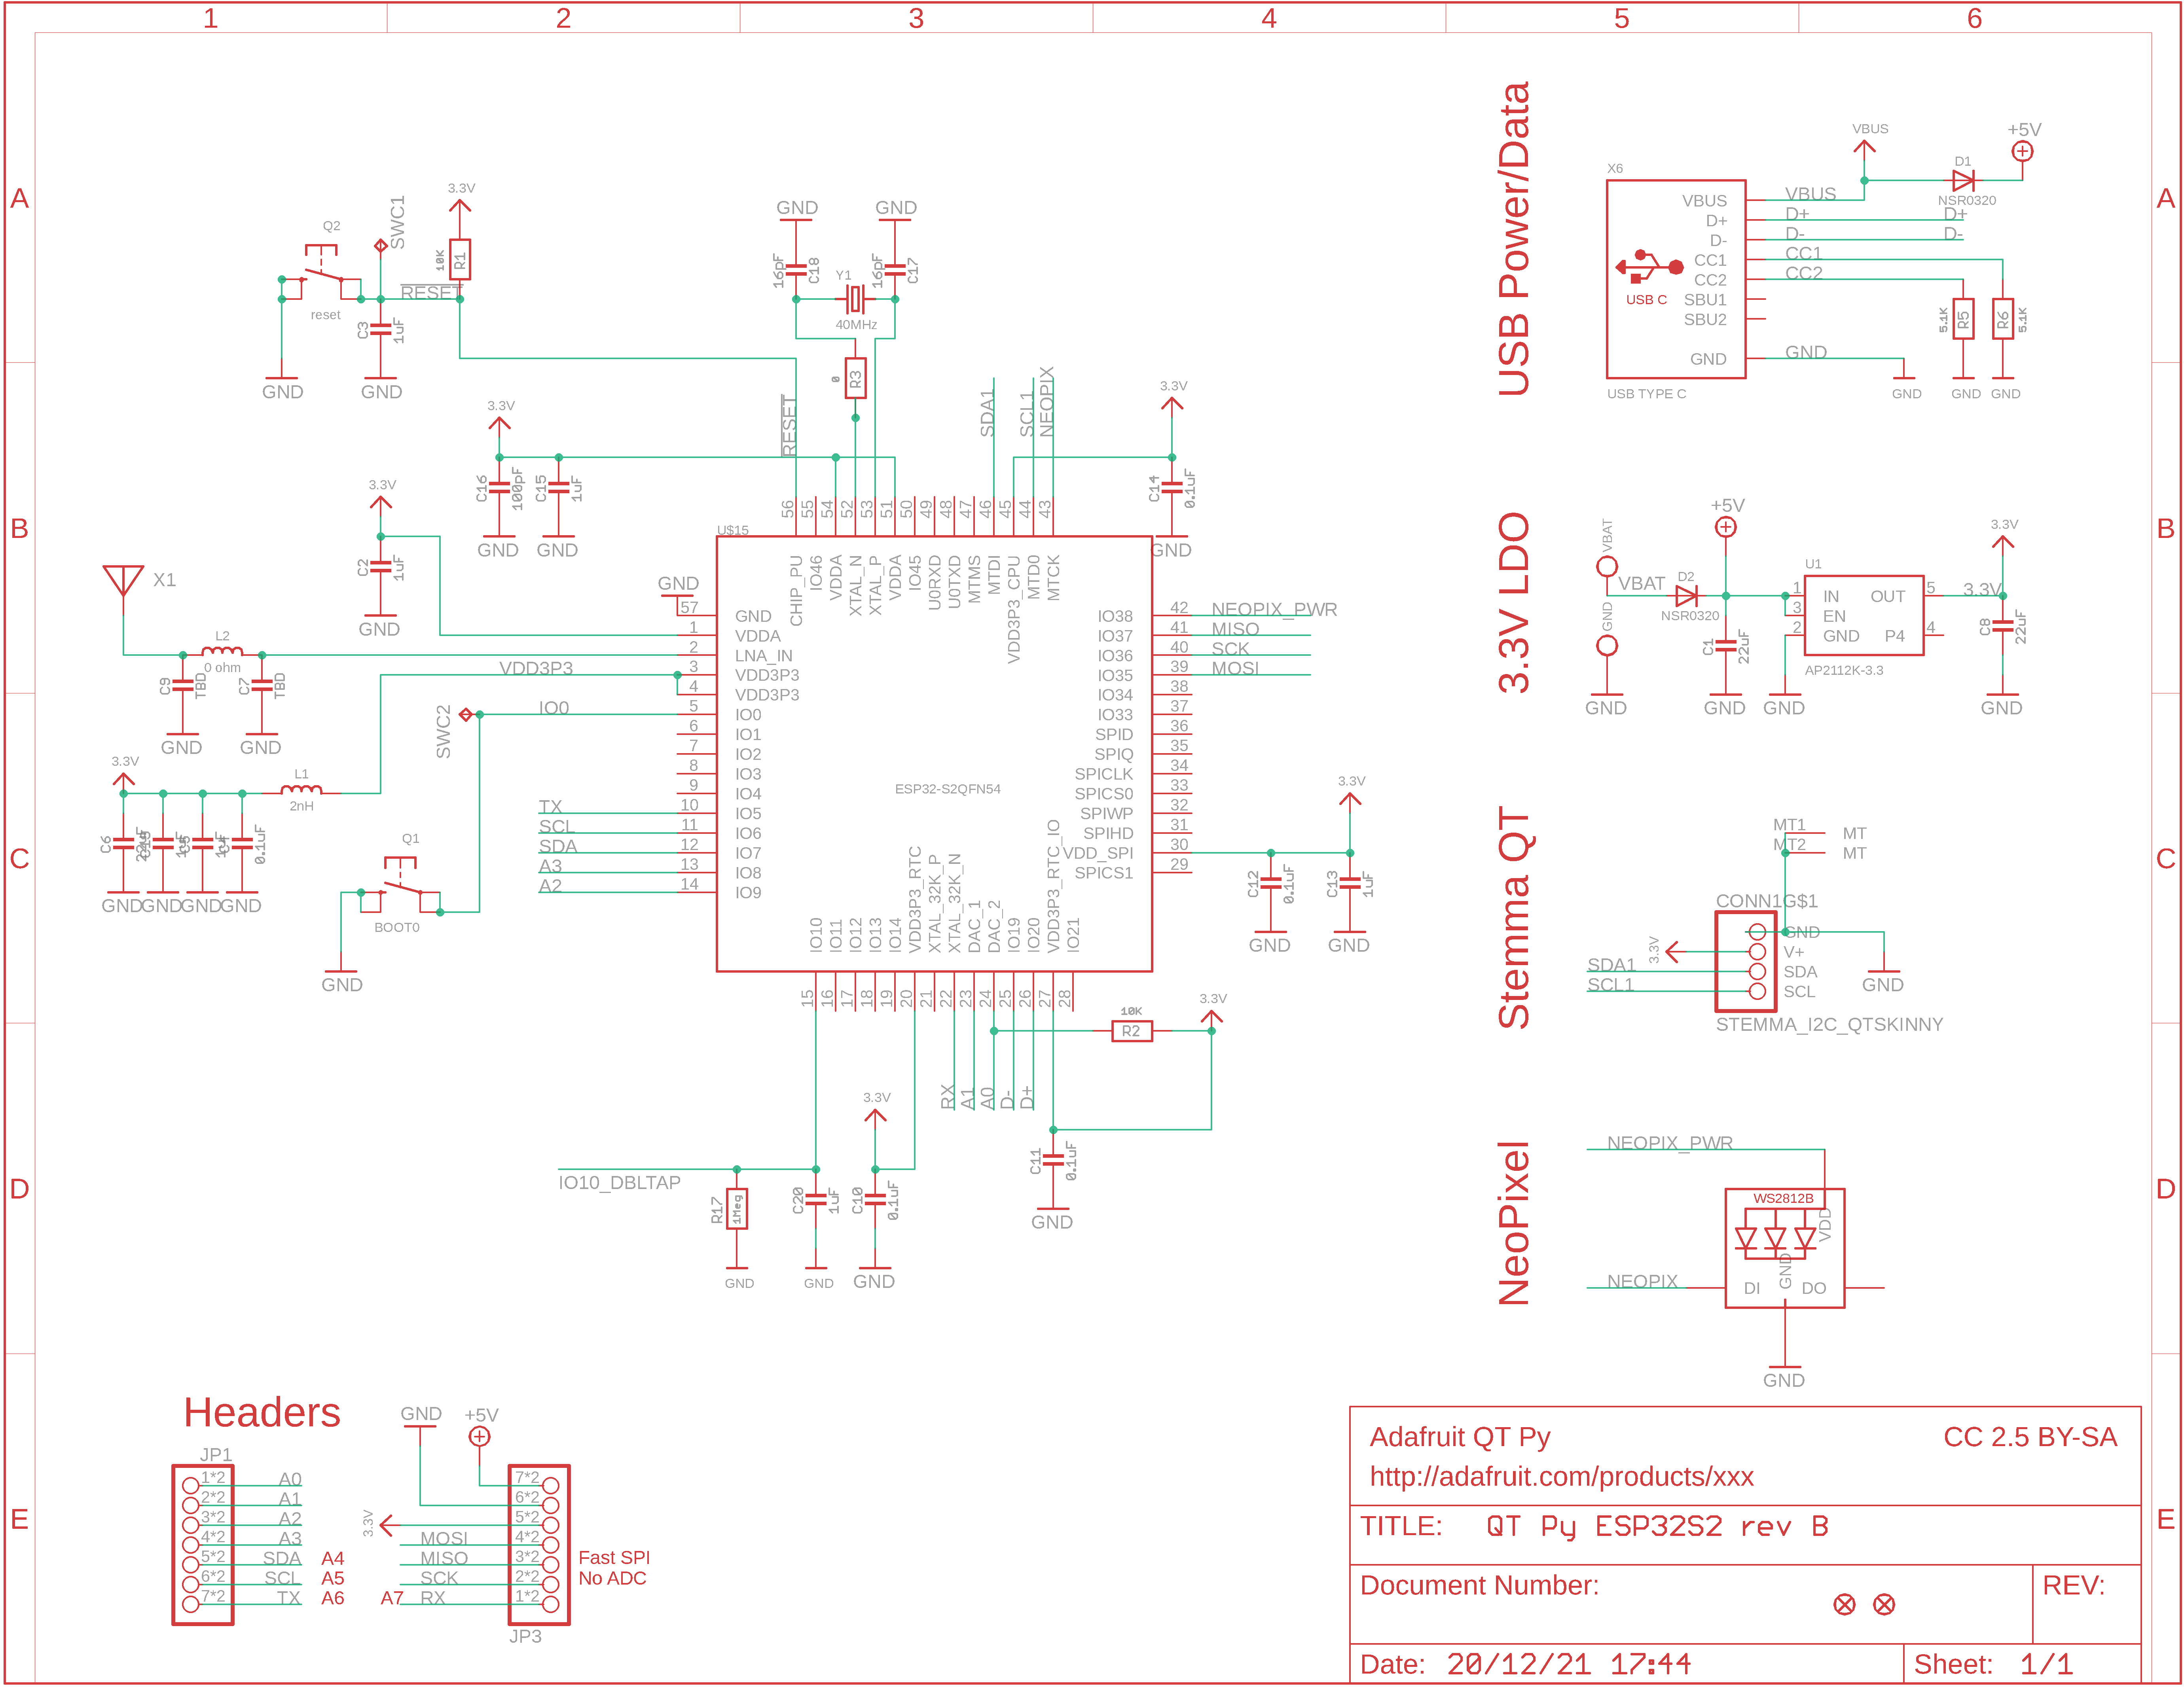 1 2 3 4 5 6
A
B
C
D
E
A
B
C
D
E
Q2
reset
GND
SWC1
3.3V
10K
R1
RESET
C3
1uF
GND
GND
GND
16pF
C18
16pF
C17
Y1
40MHz
0
R3
RESET
SDA1
SCL1
NEOPIX
3.3V
C14
0.1uF
GND
3.3V
C16
100pF
C15
1uF
GND
GND
3.3V
C2
1uF
GND
X1
L2
0 ohm
C9
TBD
C7
TBD
GND
GND
VDD3P3
SWC2
IO0
3.3V
L1
2nH
C6
0.1uF
GND
GND
GND
GND
Q1
BOOT0
GND
TX
SCL
SDA
A3
A2
U$15
ESP32-S2QFN54
GND
57 GND
1 VDDA
2 LNA_IN
3 VDD3P3
4 VDD3P3
5 IO0
6 IO1
7 IO2
8 IO3
9 IO4
10 IO5
11 IO6
12 IO7
13 IO8
14 IO9
56 CHIP_PU
55 IO46
54 VDDA
52 XTAL_N
53 XTAL_P
51 VDDA
50 IO45
49 U0RXD
48 U0TXD
47 MTMS
46 MTDI
45 VDD3P3_CPU
44 MTD0
43 MTCK
IO38 42 NEOPIX_PWR
IO37 41 MISO
IO36 40 SCK
IO35 39 MOSI
IO34 38
IO33 37
SPID 36
SPIQ 35
SPICLK 34
SPICS0 33
SPIWP 32
SPIHD 31
VDD_SPI 30
SPICS1 29
15 IO10
16 IO11
17 IO12
18 IO13
19 IO14
20 VDD3P3_RTC
21 XTAL_32K_P
22 XTAL_32K_N
23 DAC_1
24 DAC_2
25 IO19
26 IO20
27 VDD3P3_RTC_IO
28 IO21
3.3V
C12
0.1uF
C13
1uF
GND
GND
10K
R2
3.3V
RX
A1
A0
D-
D+
C11
0.1uF
GND
3.3V
IO10_DBLTAP
R17
1Meg
C20
1uF
C10
0.1uF
GND
GND
GND
USB Power/Data
X6
VBUS
D+
D-
CC1
CC2
SBU1
SBU2
GND
USB C
USB TYPE C
VBUS
D+
D-
CC1
CC2
GND
VBUS
D1
NSR0320
+5V
D+
D-
5.1K
R5
R6
5.1K
GND
GND
GND
3.3V LDO
VBAT
GND
GND
VBAT
D2
NSR0320
+5V
C1
22uF
GND
GND
U1
1 IN OUT 5
3 EN
2 GND P4 4
AP2112K-3.3
3.3V
3.3V
C8
22uF
GND
Stemma QT
MT1 MT
MT2 MT
CONN1G$1
GND
V+
SDA
SCL
3.3V
SDA1
SCL1
GND
STEMMA_I2C_QTSKINNY
NeoPixel
NEOPIX_PWR
WS2812B
VDD
GND
DI DO
NEOPIX
GND
Headers
JP1
1*2 A0
2*2 A1
3*2 A2
4*2 A3
5*2 SDA A4
6*2 SCL A5
7*2 TX A6
GND +5V
3.3V
7*2
6*2
5*2
MOSI 4*2
MISO 3*2
SCK 2*2
A7 RX 1*2
Fast SPI
No ADC
JP3
Adafruit QT Py CC 2.5 BY-SA
http://adafruit.com/products/xxx
TITLE: QT Py ESP32S2 rev B
Document Number: REV:
Date: 20/12/21 17:44 Sheet: 1/1